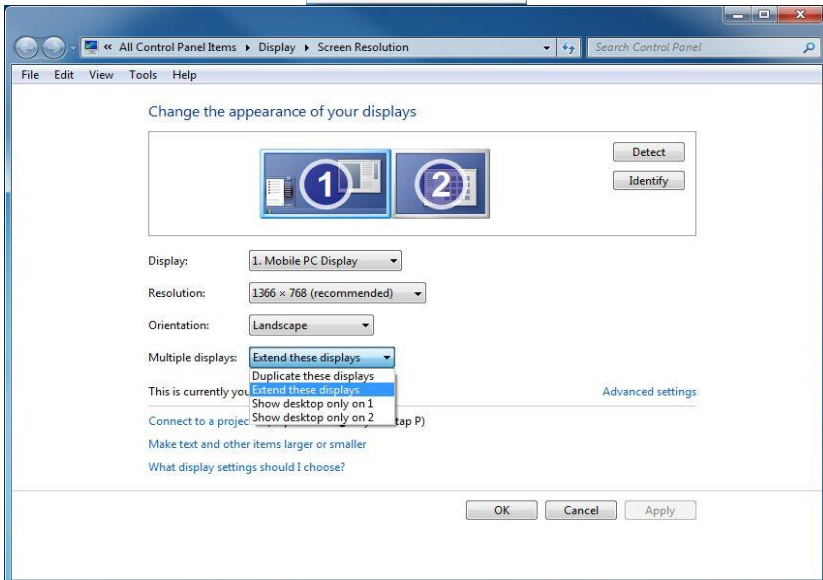 « All Control Panel Items ▸ Display ▸ Screen Resolution
Search Control Panel
File Edit View Tools Help
Change the appearance of your displays
1
2
Detect
Identify
Display: 1. Mobile PC Display
Resolution: 1366 × 768 (recommended)
Orientation: Landscape
Multiple displays: Extend these displays
Duplicate these displays
This is currently you
Extend these displays
Advanced settings
Show desktop only on 1
Connect to a projec
Show desktop only on 2
tap P)
Make text and other items larger or smaller
What display settings should I choose?
OK Cancel Apply